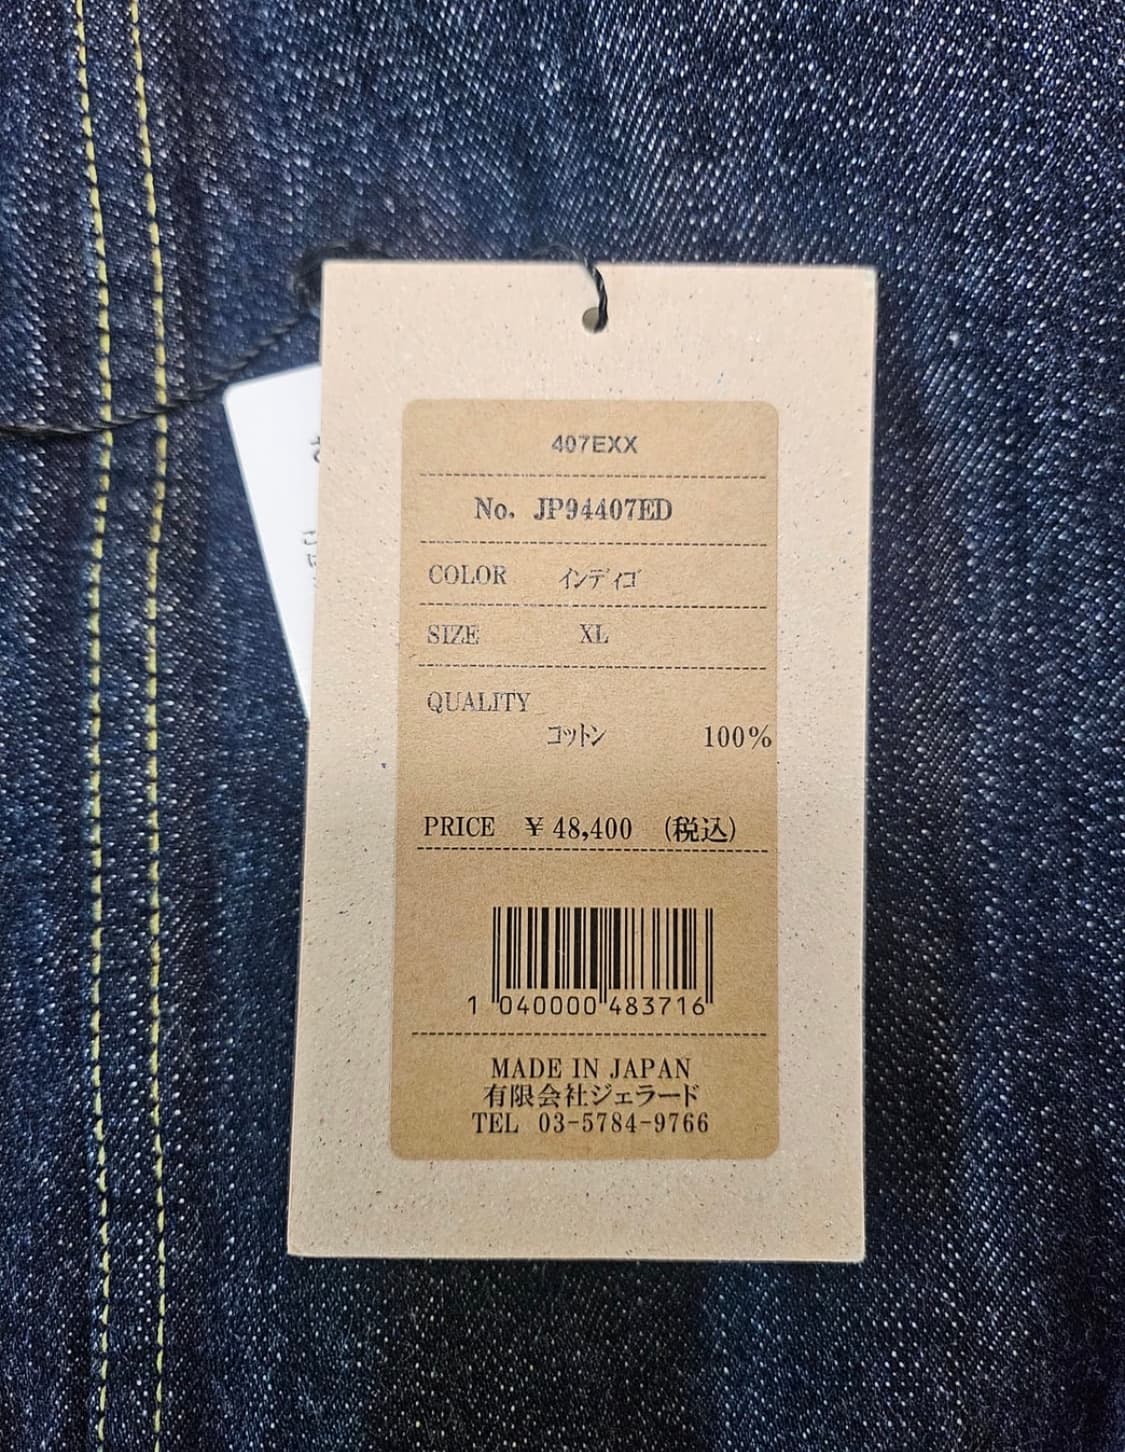 407EXX
No. JP94407ED
COLOR インディゴ
SIZE XL
QUALITY
コットン 100%
PRICE ¥ 48,400 (税込)
1 040000 483716
MADE IN JAPAN
有限会社ジェラード
TEL 03-5784-9766